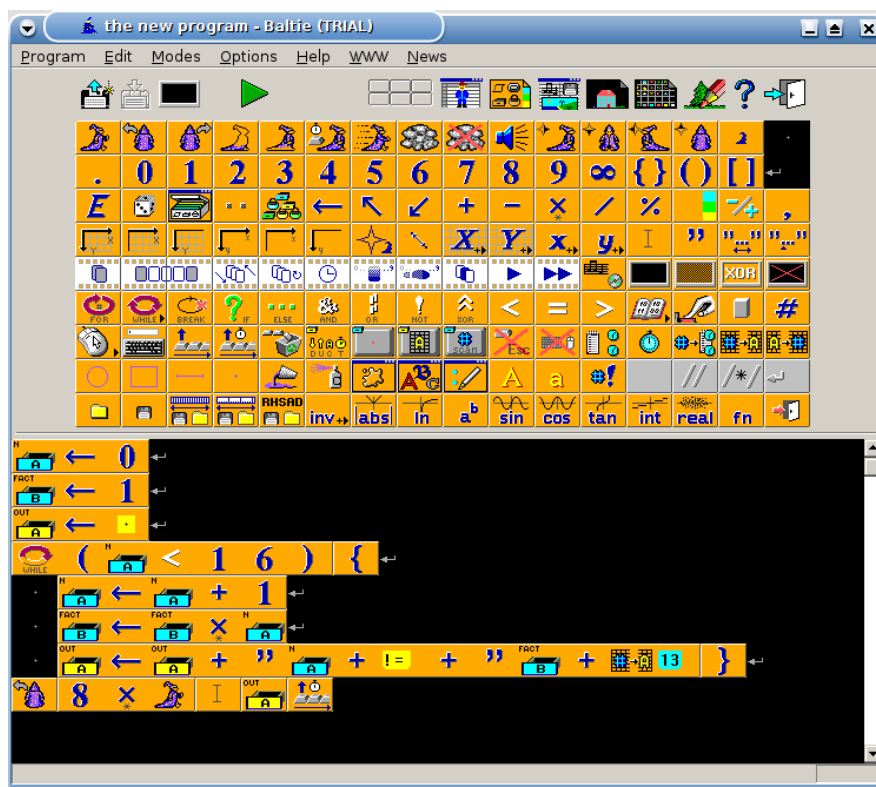 the new program - Baltie (TRIAL)
Program Edit Modes Options Help WWW News
. 0 1 2 3 4 5 6 7 8 9 ∞ { } ( ) [ ]
E + − × / % ,
X Y x y ” ”...” ”...”
XOR
FOR WHILE BREAK IF ELSE AND OR NOT XOR < = > #
DUCT SCAN ESC
A B C A a ! // /*/
RHSAD
inv abs ln a^b sin cos tan int real fn
N A ← 0
FACT B ← 1
OUT A ← ·
WHILE ( N A < 1 6 ) {
N A ← N A + 1
FACT B ← FACT B × N A
OUT A ← OUT A + ” N A + != + ” FACT B + 13 }
8 × OUT A